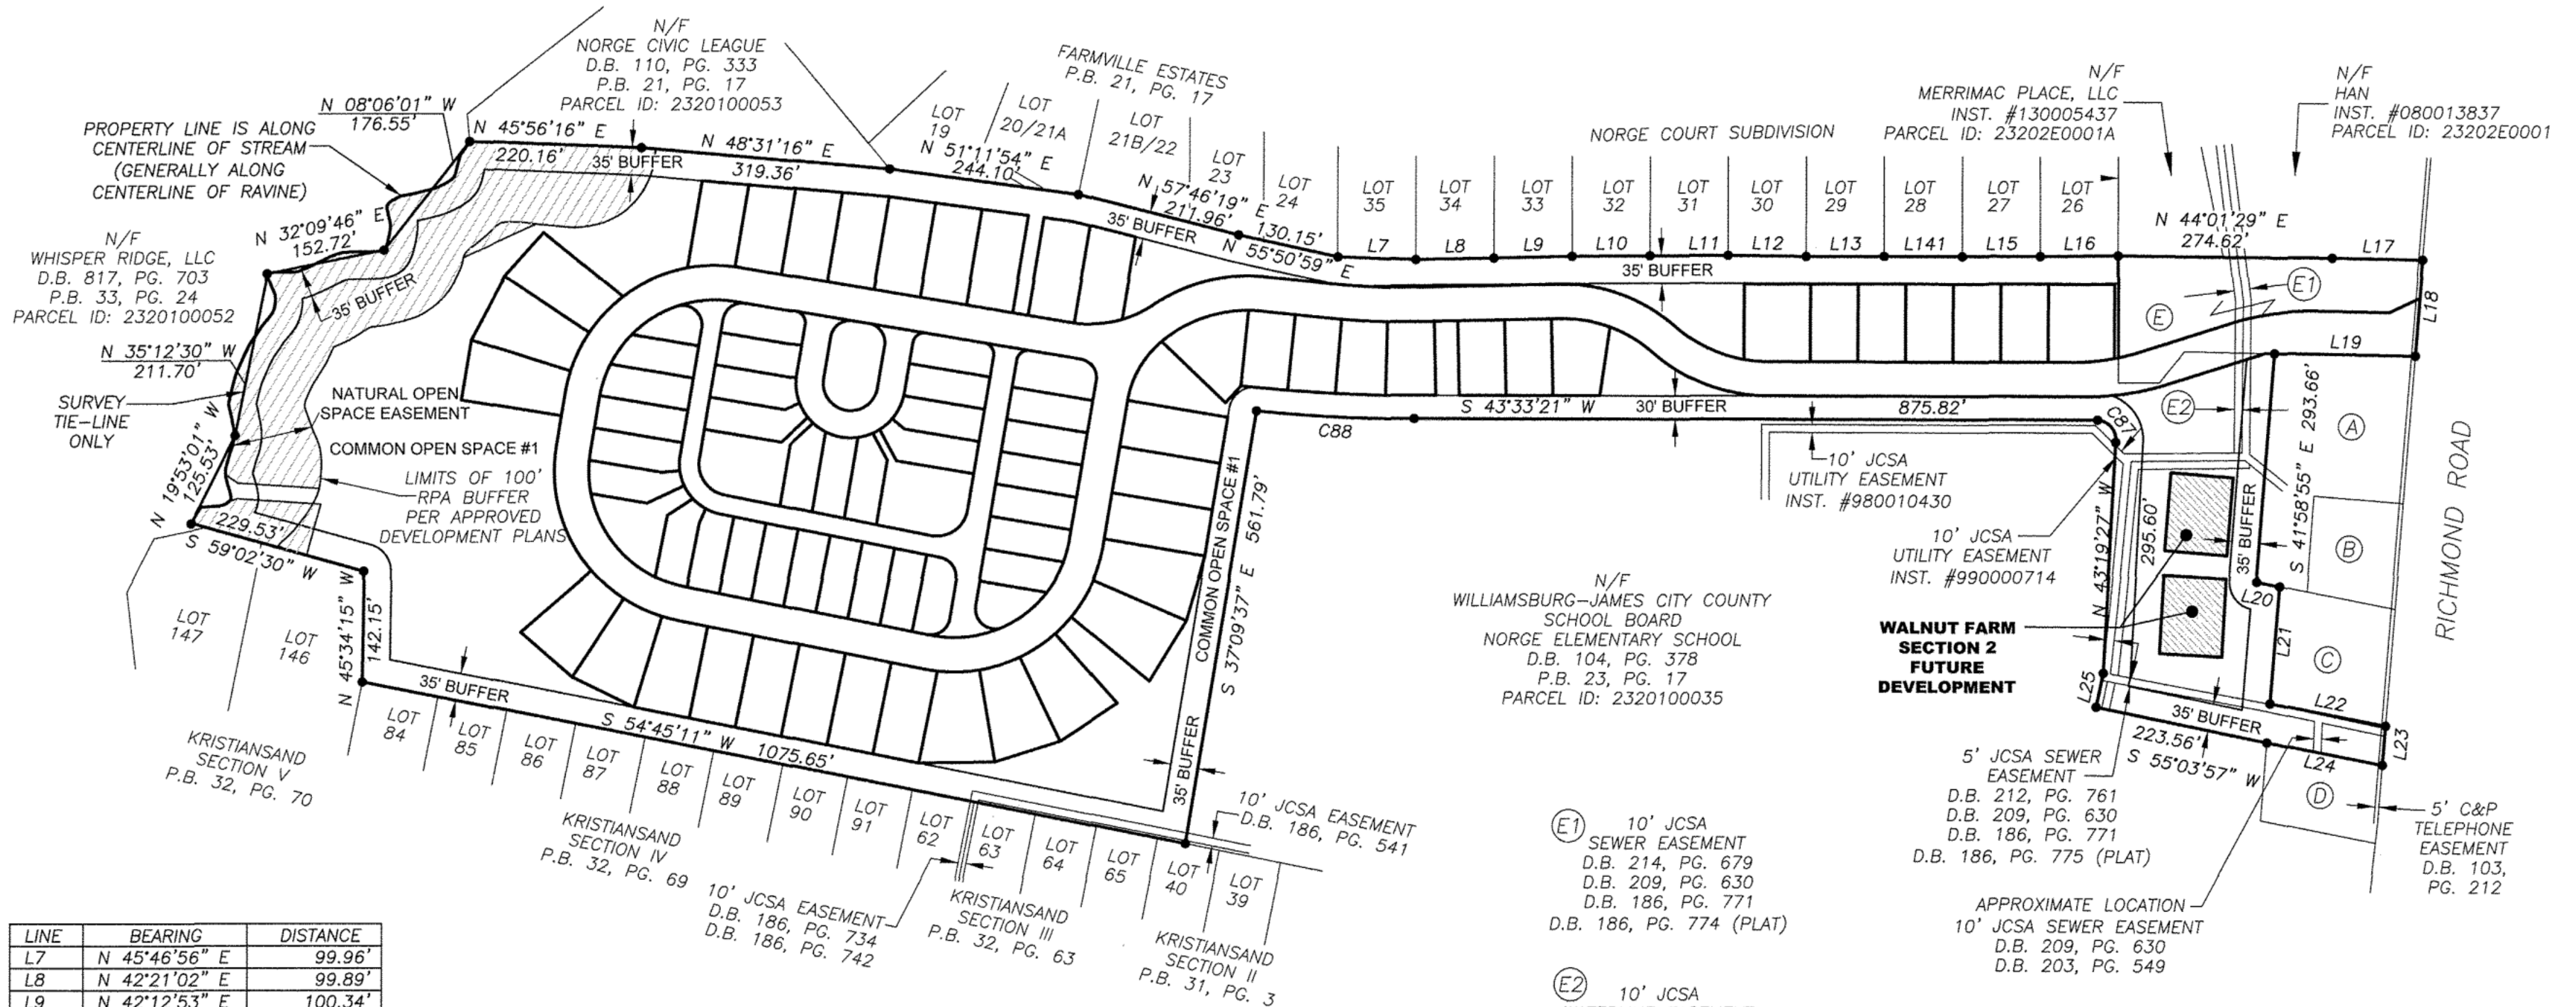 N/F
NORGE CIVIC LEAGUE
D.B. 110, PG. 333
P.B. 21, PG. 17
PARCEL ID: 2320100053
N 08°06'01" W
176.55'
PROPERTY LINE IS ALONG
CENTERLINE OF STREAM
(GENERALLY ALONG
CENTERLINE OF RAVINE)
N 45°56'16" E
220.16'
35' BUFFER
N 48°31'16" E
319.36'
FARMVILLE ESTATES
P.B. 21, PG. 17
LOT
19
LOT
20/21A
LOT
21B/22
LOT
23
LOT
24
N 51°11'54" E
244.10'
N 57°46'19" E
211.96'
35' BUFFER
130.15'
N 55°50'59" E
NORGE COURT SUBDIVISION
LOT
35
LOT
34
LOT
33
LOT
32
LOT
31
LOT
30
LOT
29
LOT
28
LOT
27
LOT
26
L7
L8
L9
L10
L11
L12
L13
L141
L15
L16
35' BUFFER
N/F
MERRIMAC PLACE, LLC
INST. #130005437
PARCEL ID: 23202E0001A
N/F
HAN
INST. #080013837
PARCEL ID: 23202E0001
N 44°01'29" E
274.62'
L17
L18
L19
E1
E
E2
N/F
WHISPER RIDGE, LLC
D.B. 817, PG. 703
P.B. 33, PG. 24
PARCEL ID: 2320100052
N 32°09'46" E
152.72'
35' BUFFER
N 35°12'30" W
211.70'
SURVEY
TIE-LINE
ONLY
NATURAL OPEN
SPACE EASEMENT
COMMON OPEN SPACE #1
LIMITS OF 100'
RPA BUFFER
PER APPROVED
DEVELOPMENT PLANS
N 19°53'01" W
125.53'
229.53'
S 59°02'30" W
N 45°34'15" W
142.15'
LOT
147
LOT
146
KRISTIANSAND
SECTION V
P.B. 32, PG. 70
35' BUFFER
S 54°45'11" W
1075.65'
LOT
84
LOT
85
LOT
86
LOT
87
LOT
88
LOT
89
LOT
90
LOT
91
LOT
62
LOT
63
LOT
64
LOT
65
LOT
40
LOT
39
KRISTIANSAND
SECTION IV
P.B. 32, PG. 69
10' JCSA EASEMENT
D.B. 186, PG. 734
D.B. 186, PG. 742
KRISTIANSAND
SECTION III
P.B. 32, PG. 63
KRISTIANSAND
SECTION II
P.B. 31, PG. 3
10' JCSA EASEMENT
D.B. 186, PG. 541
COMMON OPEN SPACE #1
S 37°09'37" E 561.79'
35' BUFFER
C88
S 43°33'21" W
30' BUFFER
875.82'
C87
10' JCSA
UTILITY EASEMENT
INST. #980010430
10' JCSA
UTILITY EASEMENT
INST. #990000714
N 43°19'27" W
295.60'
35' BUFFER
S 41°58'55" E 293.66'
A
B
C
D
RICHMOND ROAD
N/F
WILLIAMSBURG-JAMES CITY COUNTY
SCHOOL BOARD
NORGE ELEMENTARY SCHOOL
D.B. 104, PG. 378
P.B. 23, PG. 17
PARCEL ID: 2320100035
WALNUT FARM
SECTION 2
FUTURE
DEVELOPMENT
L20
L21
L22
L23
L24
L25
35' BUFFER
223.56'
S 55°03'57" W
5' JCSA SEWER
EASEMENT
D.B. 212, PG. 761
D.B. 209, PG. 630
D.B. 186, PG. 771
D.B. 186, PG. 775 (PLAT)
5' C&P
TELEPHONE
EASEMENT
D.B. 103,
PG. 212
E1 10' JCSA
SEWER EASEMENT
D.B. 214, PG. 679
D.B. 209, PG. 630
D.B. 186, PG. 771
D.B. 186, PG. 774 (PLAT)
APPROXIMATE LOCATION
10' JCSA SEWER EASEMENT
D.B. 209, PG. 630
D.B. 203, PG. 549
E2 10' JCSA
LINE BEARING DISTANCE
L7 N 45°46'56" E 99.96'
L8 N 42°21'02" E 99.89'
L9 N 42°12'53" E 100.34'